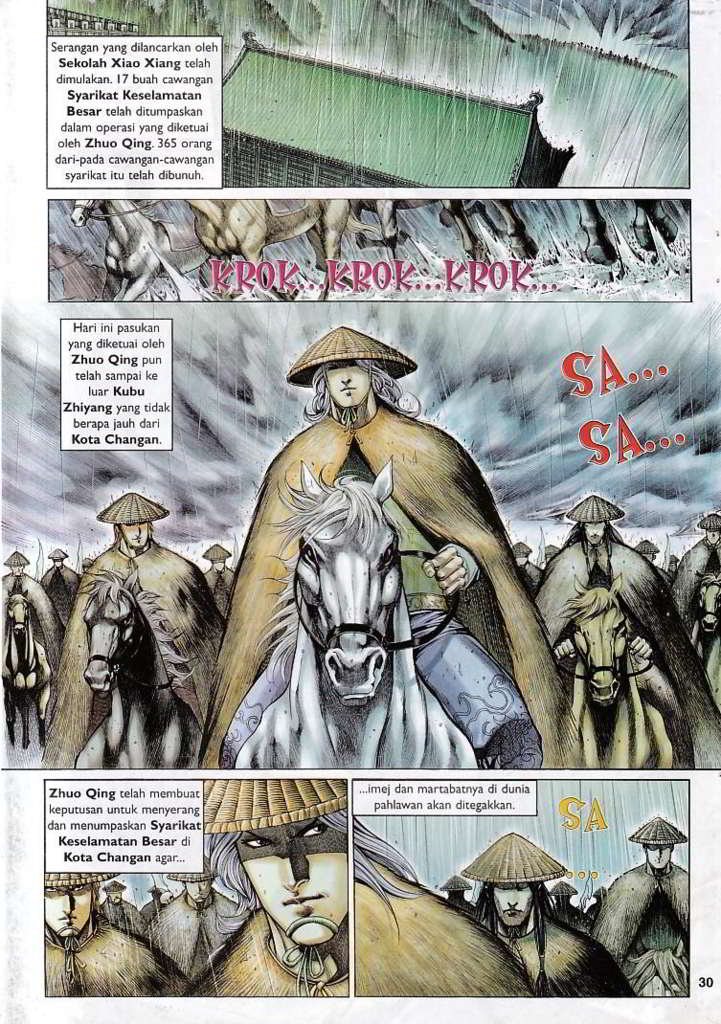 Serangan yang dilancarkan oleh
Sekolah Xiao Xiang telah
dimulakan. 17 buah cawangan
Syarikat Keselamatan
Besar telah ditumpaskan
dalam operasi yang diketuai
oleh Zhuo Qing. 365 orang
dari-pada cawangan-cawangan
syarikat itu telah dibunuh.
KROK...KROK...KROK...
Hari ini pasukan
yang diketuai oleh
Zhuo Qing pun
telah sampai ke
luar Kubu
Zhiyang yang tidak
berapa jauh dari
Kota Changan.
SA...
SA...
Zhuo Qing telah membuat
keputusan untuk menyerang
dan menumpaskan Syarikat
Keselamatan Besar di
Kota Changan agar...
...imej dan martabatnya di dunia
pahlawan akan ditegakkan.
SA
...
30